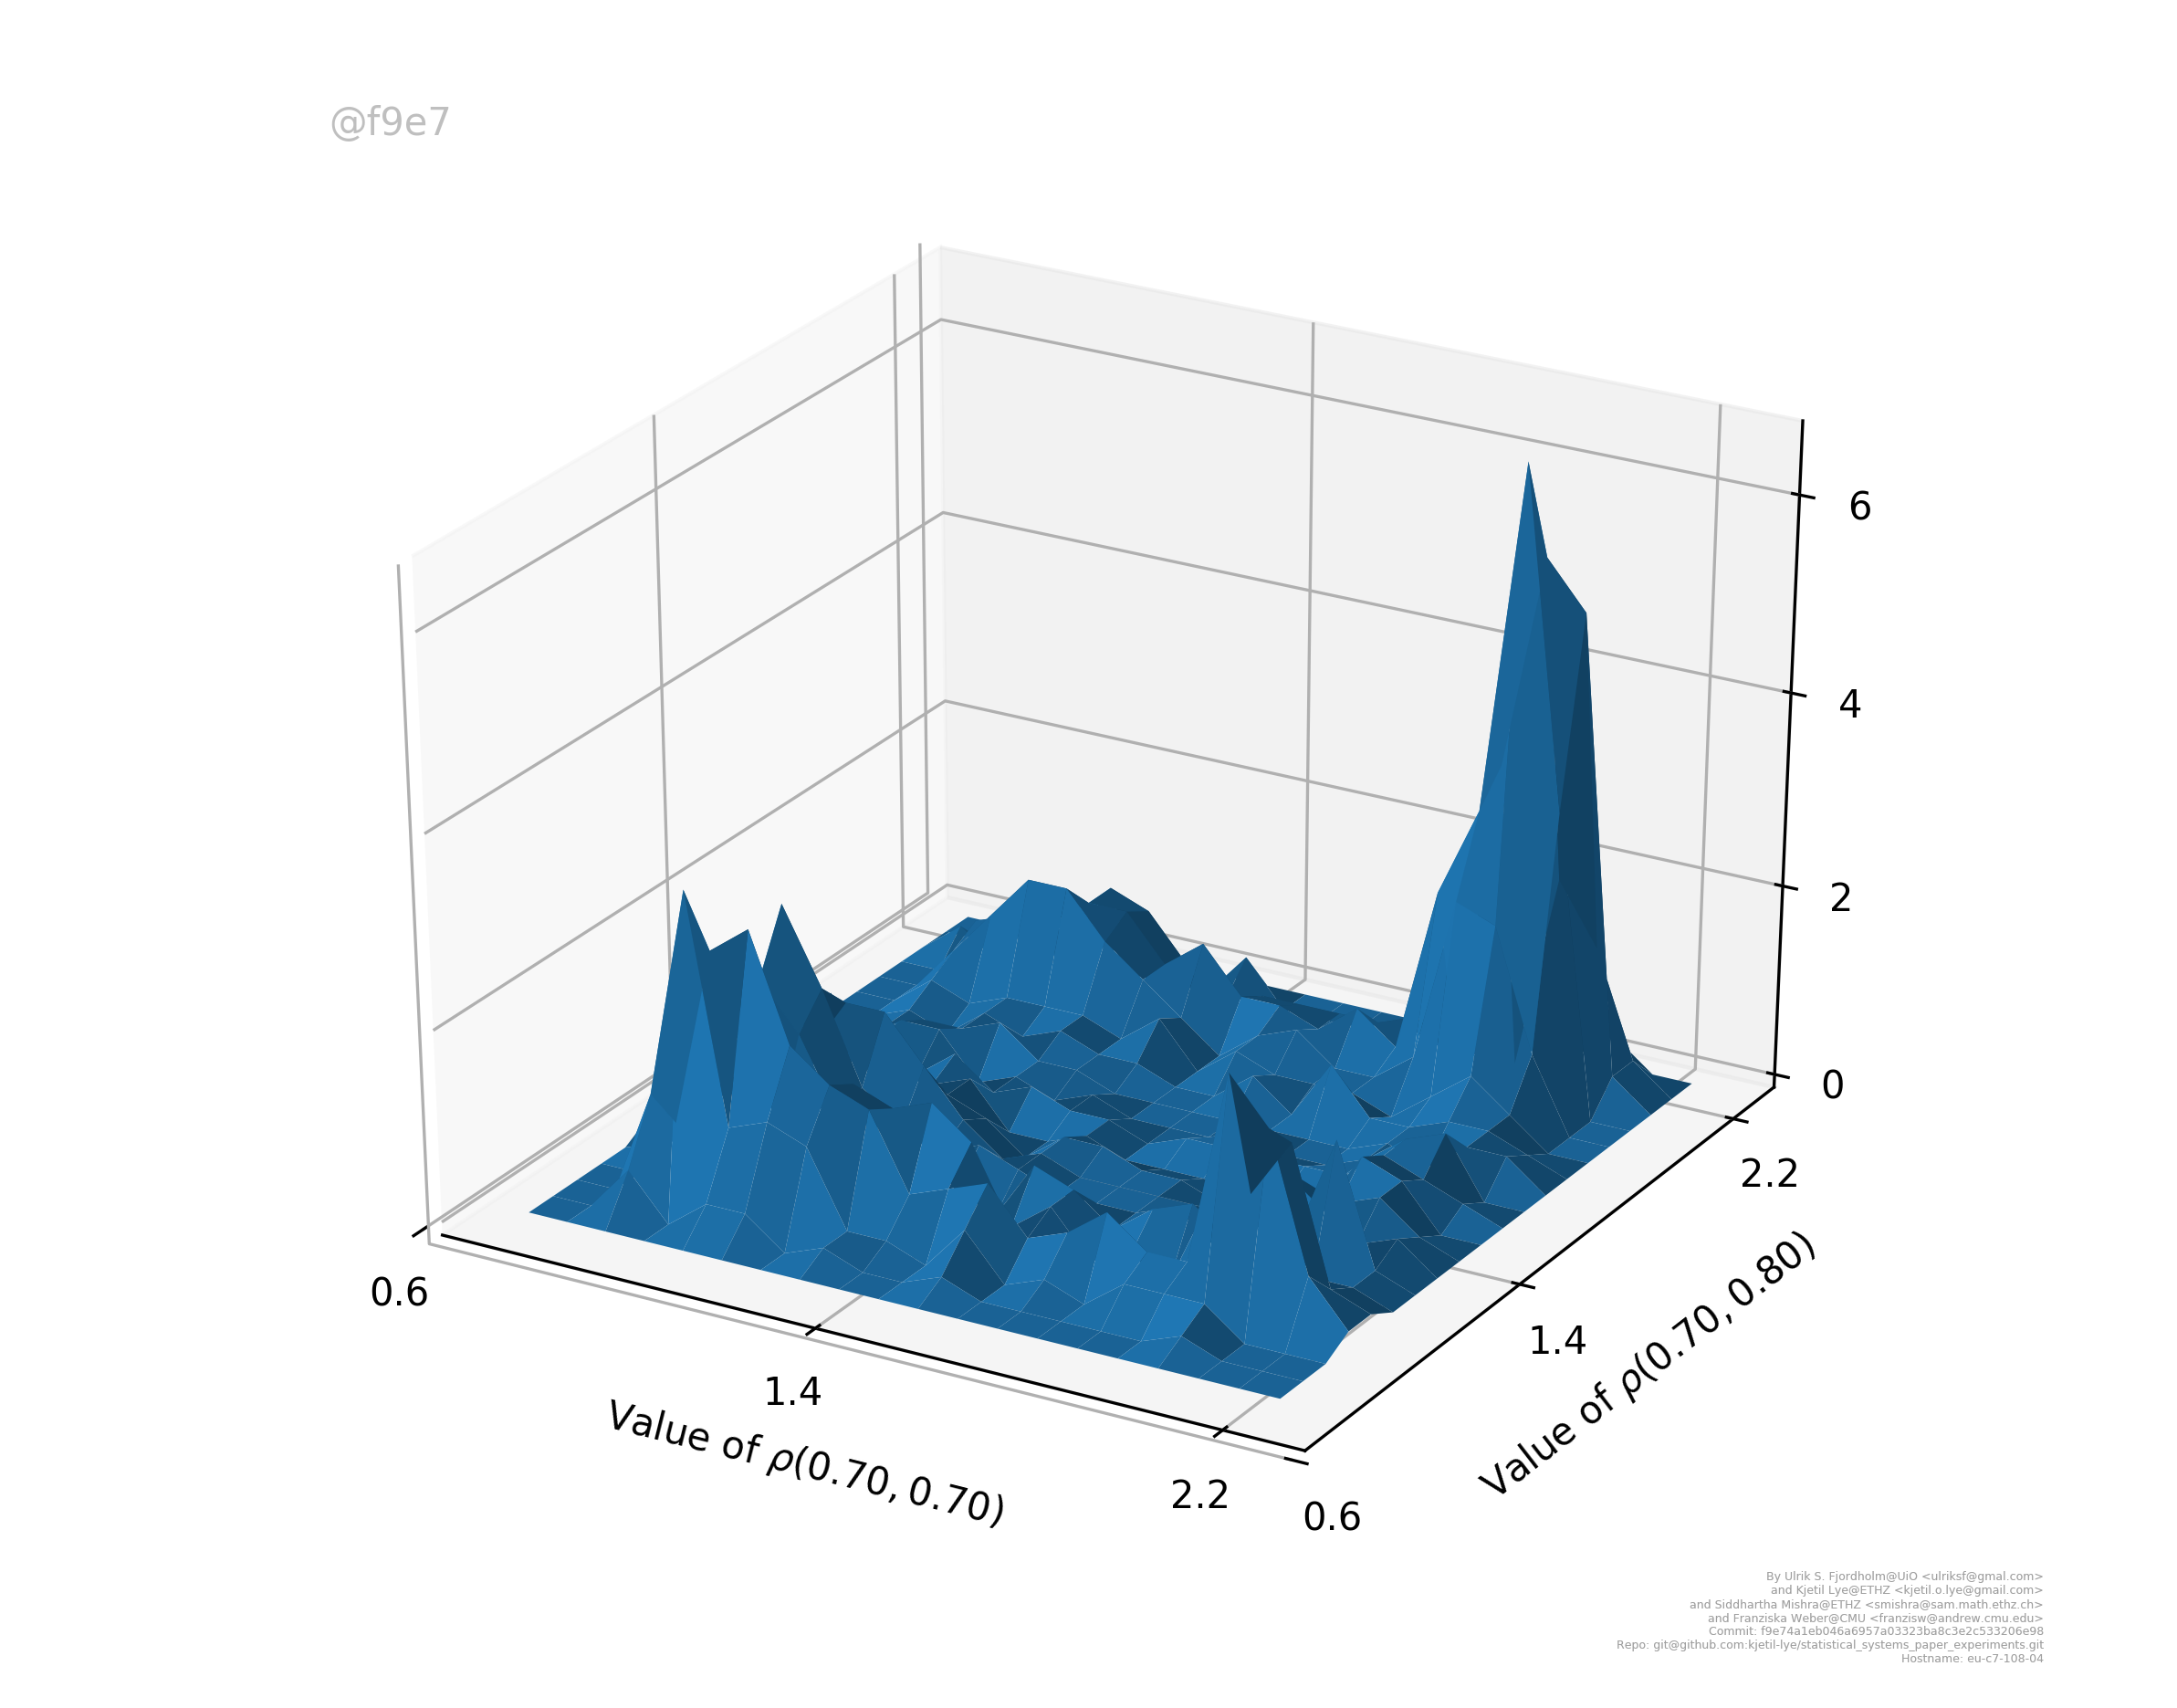 @f9e7
6
4
2
0
2.2
1.4
0.6
Value of ρ(0.70, 0.80)
0.6
1.4
2.2
Value of ρ(0.70, 0.70)
By Ulrik S. Fjordholm@UiO <ulriksf@gmal.com>
and Kjetil Lye@ETHZ <kjetil.o.lye@gmail.com>
and Siddhartha Mishra@ETHZ <smishra@sam.math.ethz.ch>
and Franziska Weber@CMU <franzisw@andrew.cmu.edu>
Commit: f9e74a1eb046a6957a03323ba8c3e2c533206e98
Repo: git@github.com:kjetil-lye/statistical_systems_paper_experiments.git
Hostname: eu-c7-108-04